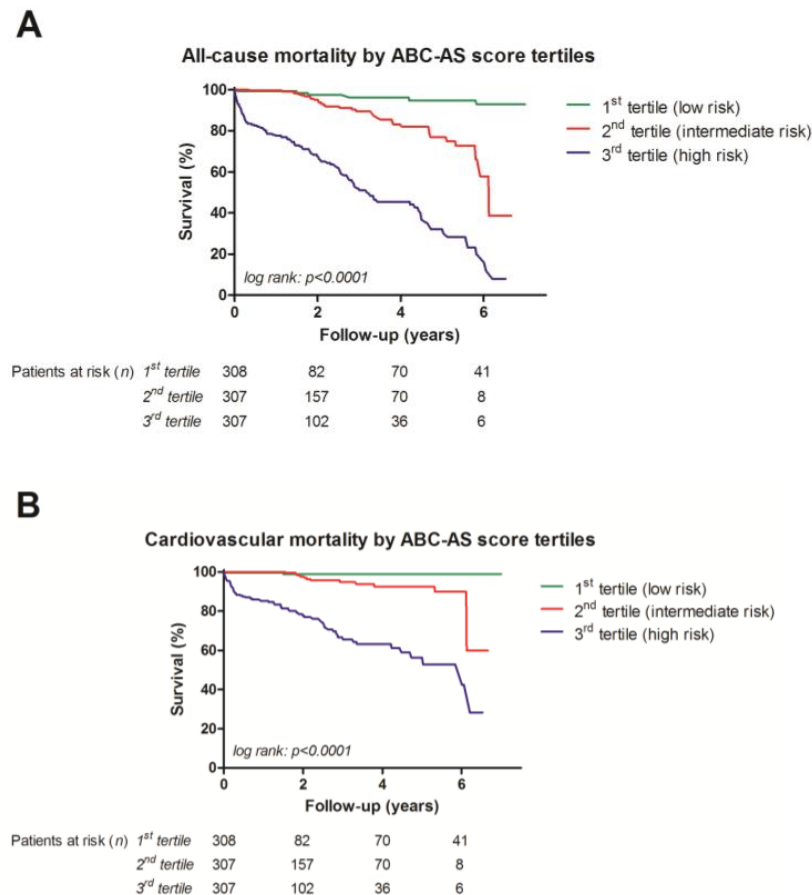 A
All-cause mortality by ABC-AS score tertiles
100
80
60
40
20
0
Survival (%)
log rank: p<0.0001
0 2 4 6
Follow-up (years)
1st tertile (low risk)
2nd tertile (intermediate risk)
3rd tertile (high risk)
Patients at risk (n) 1st tertile 308 82 70 41
2nd tertile 307 157 70 8
3rd tertile 307 102 36 6
B
Cardiovascular mortality by ABC-AS score tertiles
100
80
60
40
20
0
Survival (%)
log rank: p<0.0001
0 2 4 6
Follow-up (years)
1st tertile (low risk)
2nd tertile (intermediate risk)
3rd tertile (high risk)
Patients at risk (n) 1st tertile 308 82 70 41
2nd tertile 307 157 70 8
3rd tertile 307 102 36 6